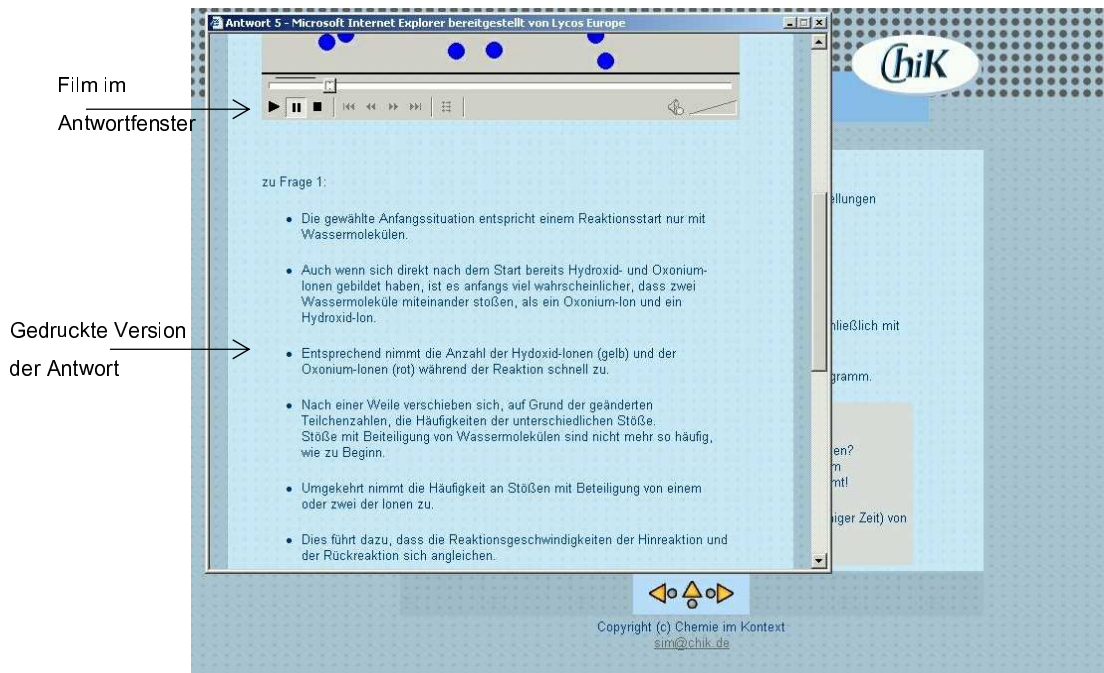 Antwort 5 - Microsoft Internet Explorer bereitgestellt von Lycos Europe
ChiK
Film im
Antwortfenster
zu Frage 1:
Die gewählte Anfangssituation entspricht einem Reaktionsstart nur mit
Wassermolekülen.
Auch wenn sich direkt nach dem Start bereits Hydroxid- und Oxonium-
Ionen gebildet haben, ist es anfangs viel wahrscheinlicher, dass zwei
Wassermoleküle miteinander stoßen, als ein Oxonium-Ion und ein
Hydroxid-Ion.
Gedruckte Version
der Antwort
Entsprechend nimmt die Anzahl der Hydoxid-Ionen (gelb) und der
Oxonium-Ionen (rot) während der Reaktion schnell zu.
Nach einer Weile verschieben sich, auf Grund der geänderten
Teilchenzahlen, die Häufigkeiten der unterschiedlichen Stöße.
Stöße mit Beiteiligung von Wassermolekülen sind nicht mehr so häufig,
wie zu Beginn.
Umgekehrt nimmt die Häufigkeit an Stößen mit Beteiligung von einem
oder zwei der Ionen zu.
Dies führt dazu, dass die Reaktionsgeschwindigkeiten der Hinreaktion und
der Rückreaktion sich angleichen.
ellungen
hließlich mit
gramm.
en?
m
mt!
niger Zeit) von
Copyright (c) Chemie im Kontext
sim@chik.de